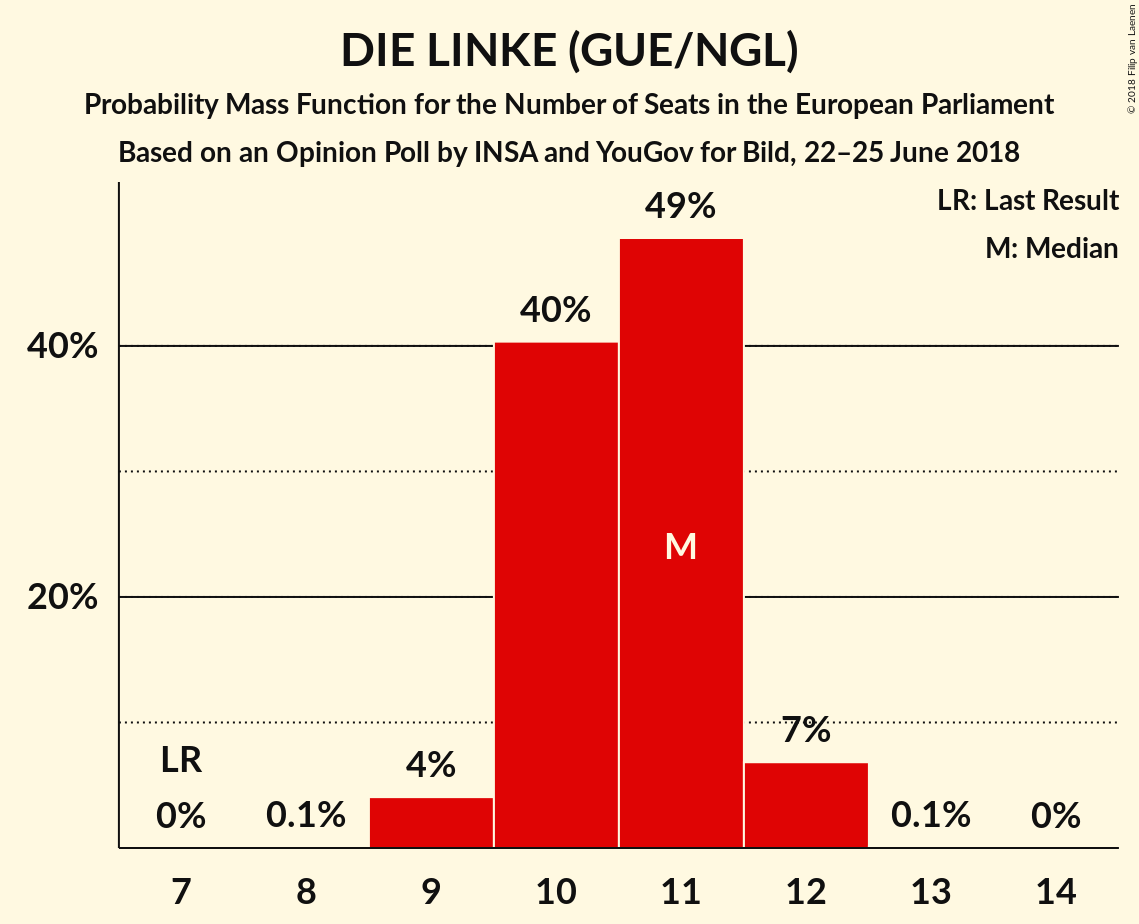 DIE LINKE (GUE/NGL)
Probability Mass Function for the Number of Seats in the European Parliament
Based on an Opinion Poll by INSA and YouGov for Bild, 22–25 June 2018
© 2018 Filip van Laenen
LR: Last Result
M: Median
49%
40%
40%
M
20%
7%
LR
4%
0%
0.1%
0.1%
0%
7 8 9 10 11 12 13 14